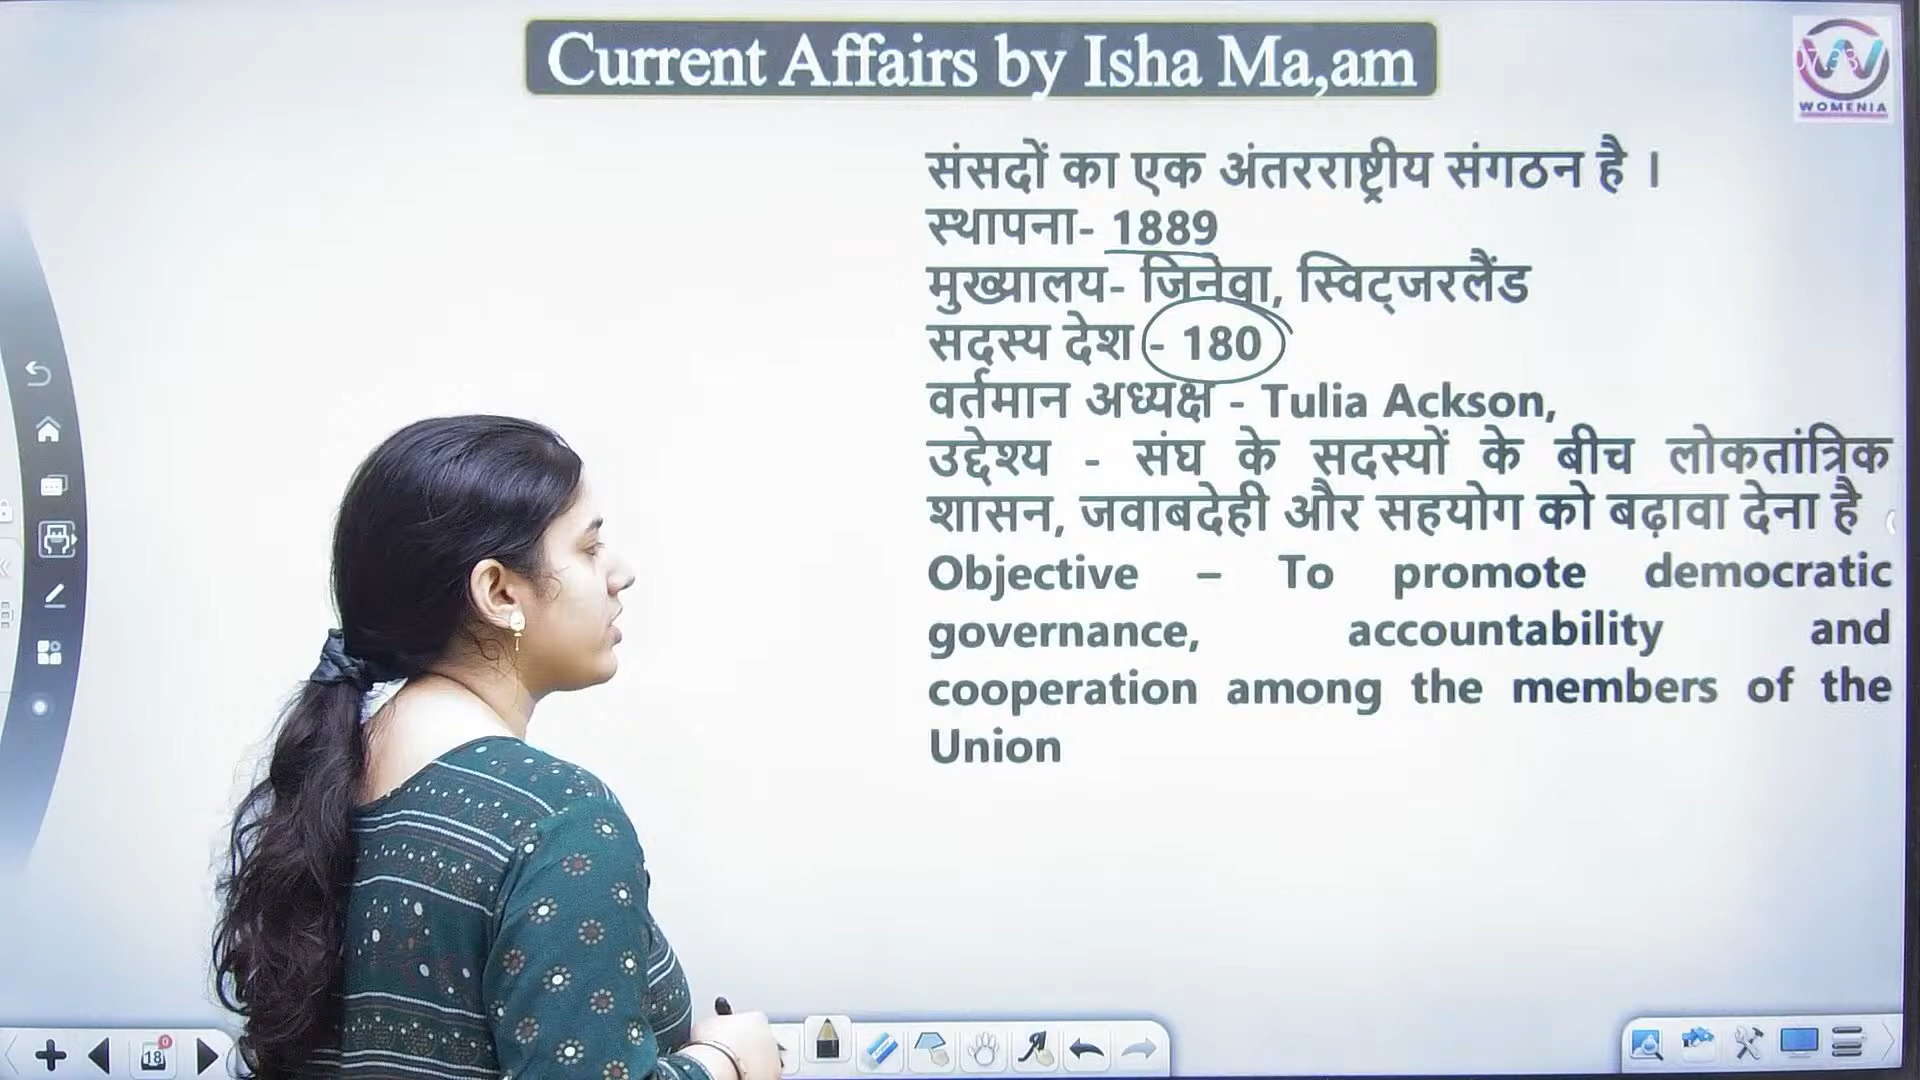 Current Affairs by Isha Ma,am
WOMENIA
संसदों का एक अंतरराष्ट्रीय संगठन है ।
स्थापना- 1889
मुख्यालय- जिनेवा, स्विट्जरलैंड
सदस्य देश - 180
वर्तमान अध्यक्ष - Tulia Ackson,
उद्देश्य - संघ के सदस्यों के बीच लोकतांत्रिक
शासन, जवाबदेही और सहयोग को बढ़ावा देना है
Objective – To promote democratic
governance, accountability and
cooperation among the members of the
Union
18
0